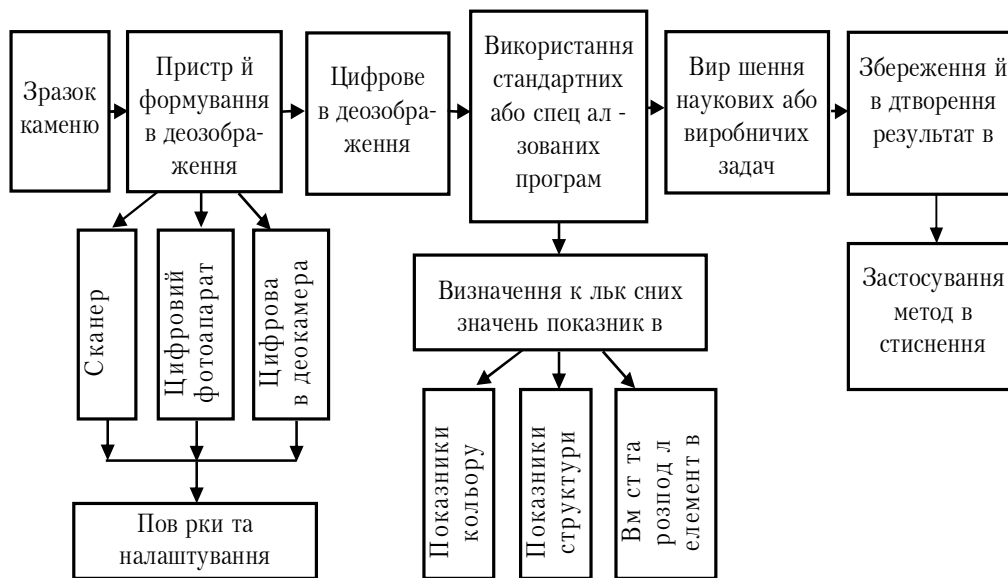 Зразок
каменю
Пристр й
формування
в деозображ-
ження
Цифрове
в деозобра-
ження
Використання
стандартних
або спец ал -
зованих
програм
Вир шення
наукових або
виробничих
задач
Збереження й
в дтворення
результат в
Сканер
Цифровий
фотоапарат
Цифрова
в деокамера
Визначення к льк сних
значень показник в
Застосування
метод в
стиснення
Показники
кольору
Показники
структури
Вм ст та
розпод л
елемент в
Пов рки та
налаштування